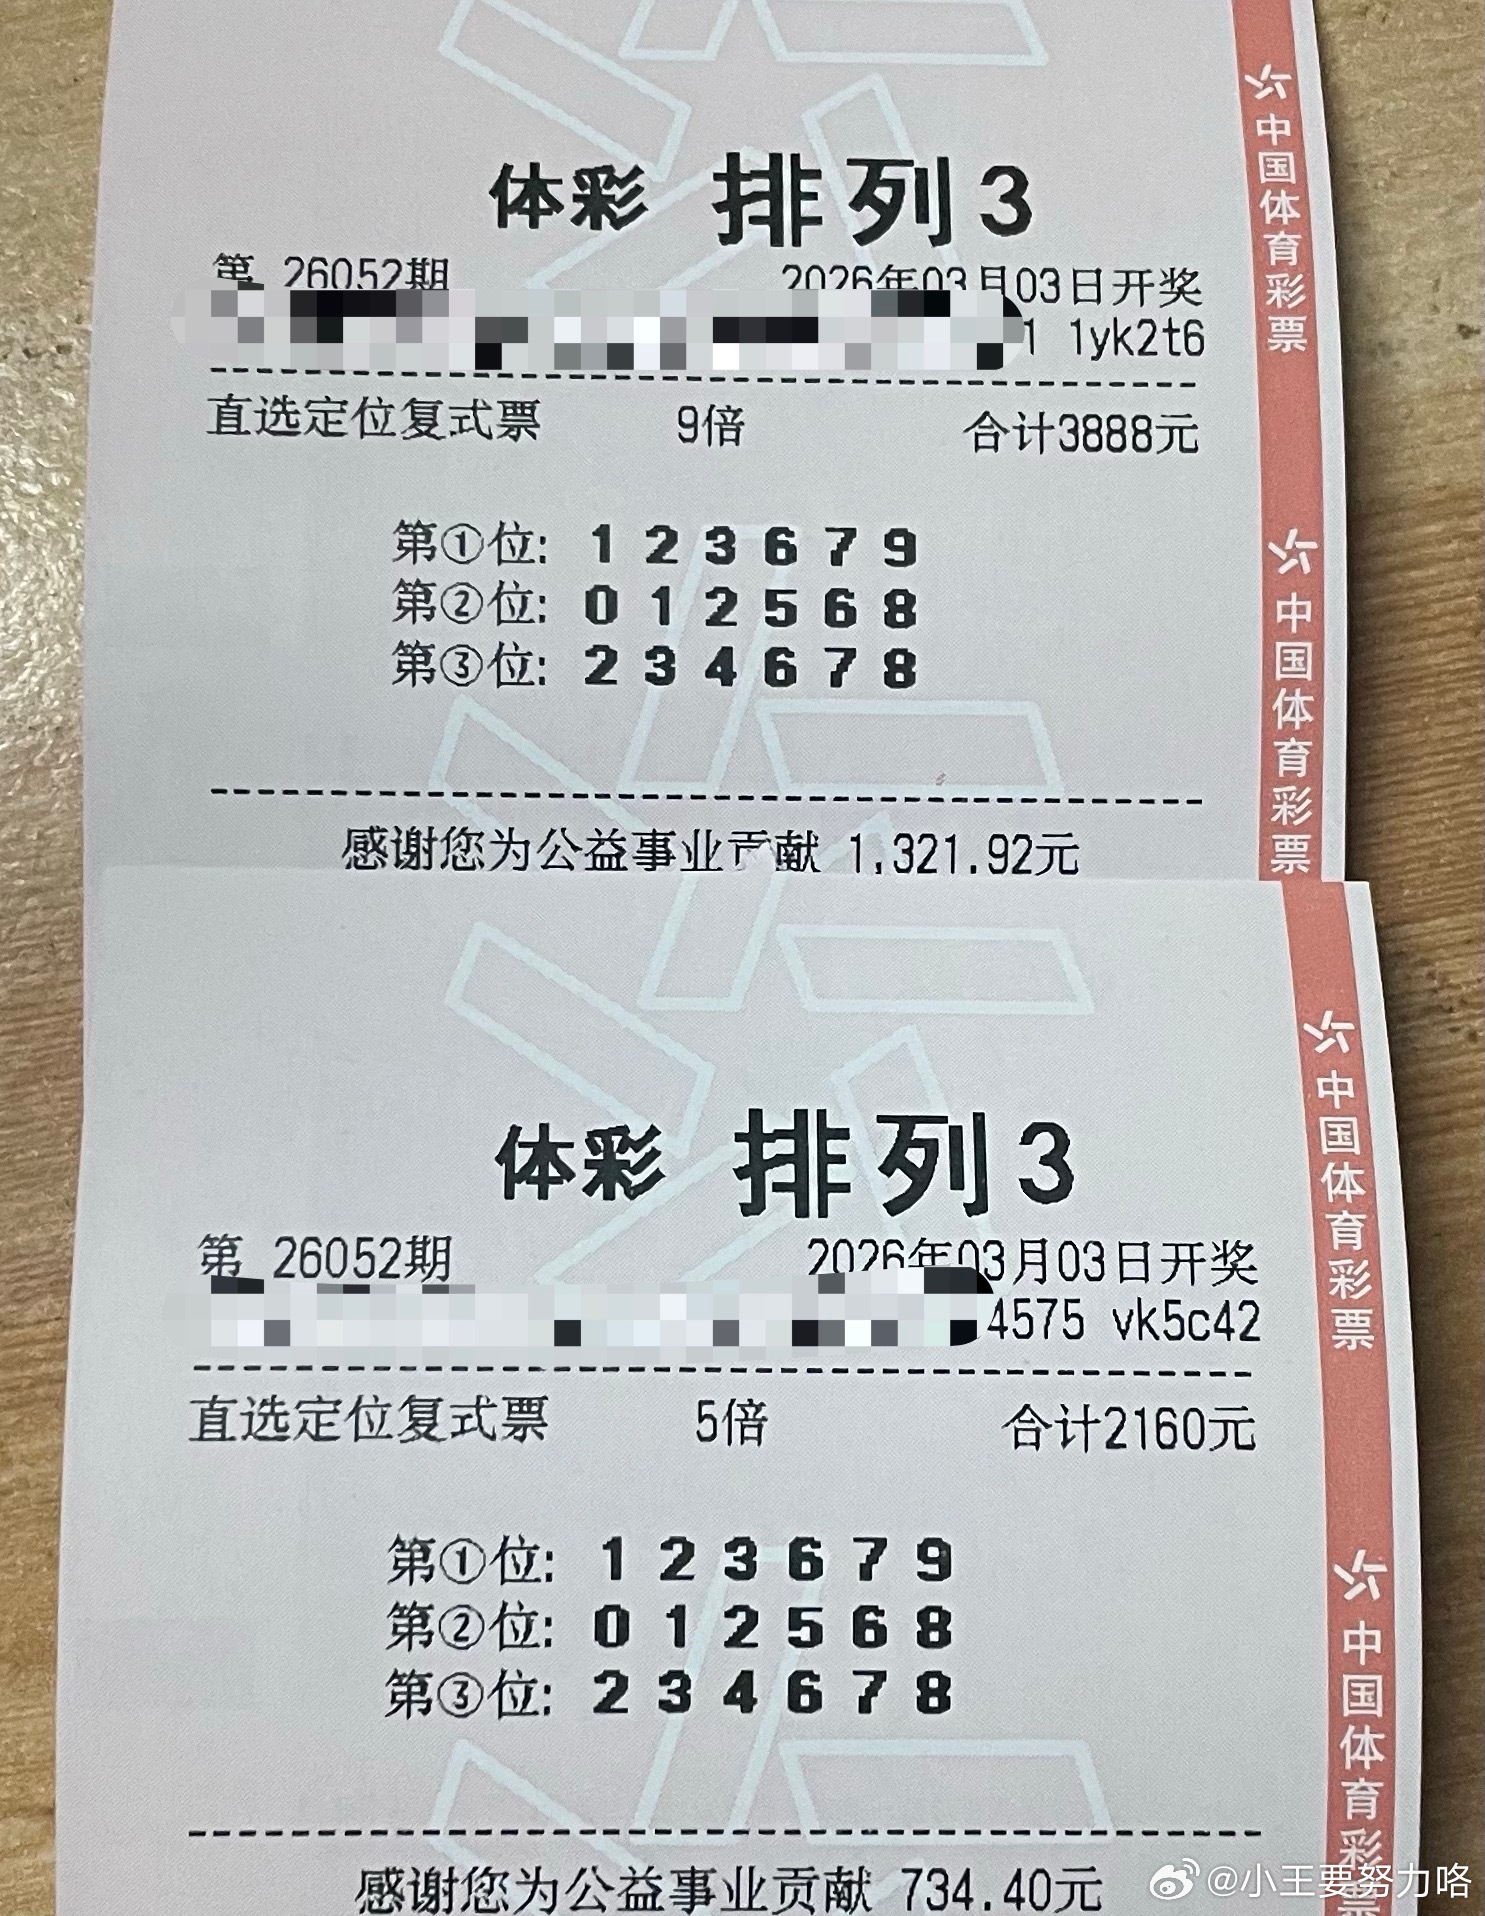 体彩 排列3
第 26052期 2026年03月03日开奖
1 1yk2t6
直选定位复式票 9倍 合计3888元
第①位: 1 2 3 6 7 9
第②位: 0 1 2 5 6 8
第③位: 2 3 4 6 7 8
感谢您为公益事业贡献 1,321.92元
中国体育彩票
中国体育彩票
体彩 排列3
第 26052期 2026年03月03日开奖
4575 vk5c42
直选定位复式票 5倍 合计2160元
第①位: 1 2 3 6 7 9
第②位: 0 1 2 5 6 8
第③位: 2 3 4 6 7 8
感谢您为公益事业贡献 734.40元
中国体育彩票
中国体育彩票
@小王要努力咯